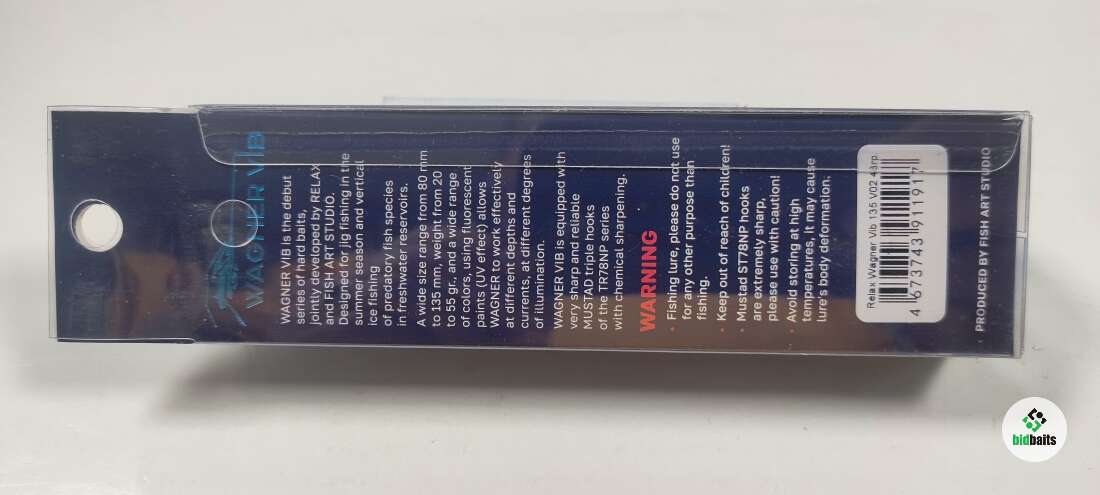 WAGNER VIB
WAGNER VIB
WAGNER VIB is the debut
series of hard baits,
jointly developed by RELAX
and FISH ART STUDIO.
Designed for jig fishing in the
summer season and vertical
ice fishing
of predatory fish species
in freshwater reservoirs.
A wide size range from 80 mm
to 135 mm, weight from 20
to 55 gr., and a wide range
of colors, using fluorescent
paints (UV effect) allows
WAGNER to work effectively
at different depths and
currents, at different degrees
of illumination.
WAGNER VIB is equipped with
very sharp and reliable
MUSTAD triple hooks
of the TR78NP series
with chemical sharpening.
WARNING
• Fishing lure, please do not use
for any other purpose than
fishing.
• Keep out of reach of children!
• Mustad ST78NP hooks
are extremely sharp,
please use with caution!
• Avoid storing at high
temperatures, it may cause
lure's body deformation.
Relax Wagner Vib 135 V02 45гр.
4 673743 911917
• PRODUCED BY FISH ART STUDIO
bidbaits